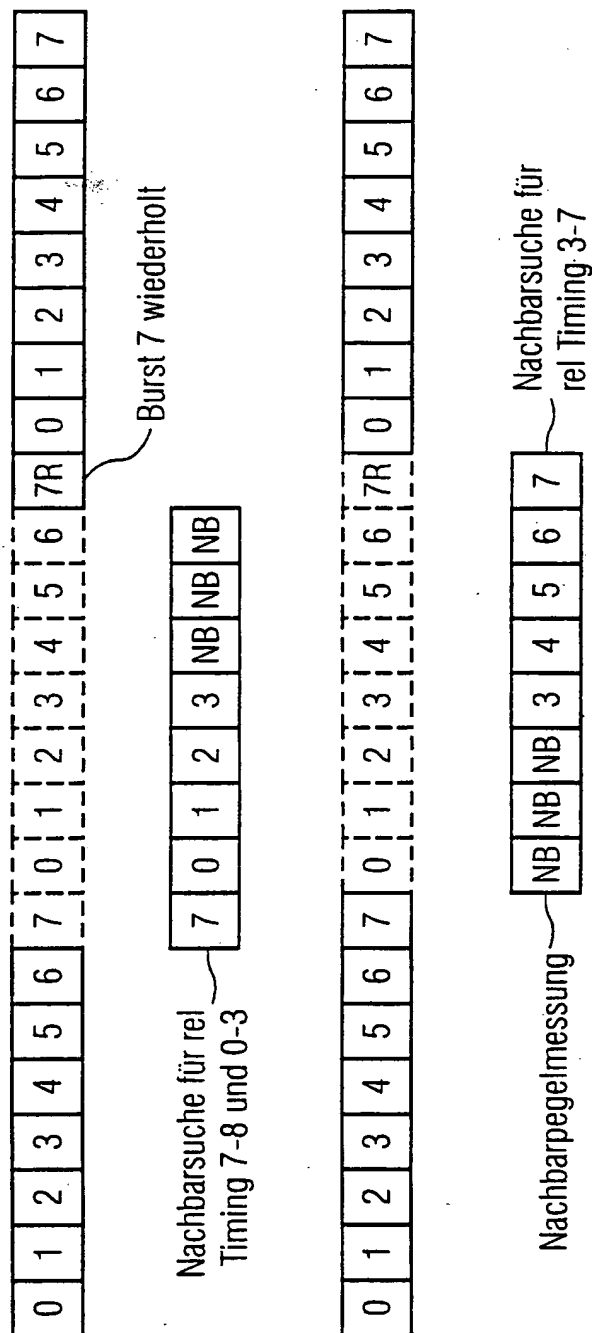 0 1 2 3 4 5 6 7 0 1 2 3 4 5 6 7R 0 1 2 3 4 5 6 7
Burst 7 wiederholt
7 0 1 2 3 NB NB NB
Nachbarsuche für rel
Timing 7-8 und 0-3
0 1 2 3 4 5 6 7 0 1 2 3 4 5 6 7R 0 1 2 3 4 5 6 7
NB NB NB 3 4 5 6 7
Nachbarpegelmessung
Nachbarsuche für
rel Timing 3-7